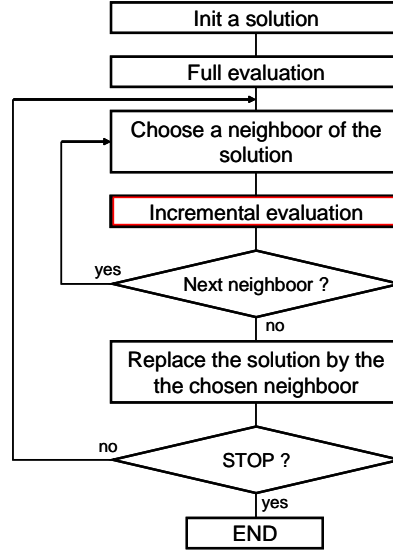 Init a solution
Full evaluation
Choose a neighboor of the
solution
Incremental evaluation
yes
Next neighboor ?
no
Replace the solution by the
the chosen neighboor
no
STOP ?
yes
END